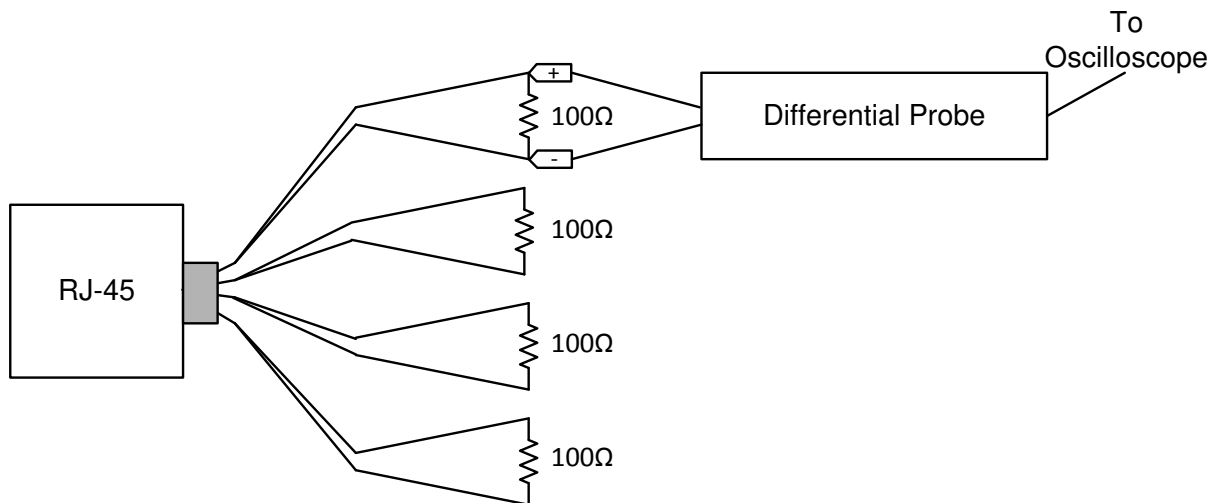 To
Oscilloscope
+
100Ω
Differential Probe
-
100Ω
RJ-45
100Ω
100Ω